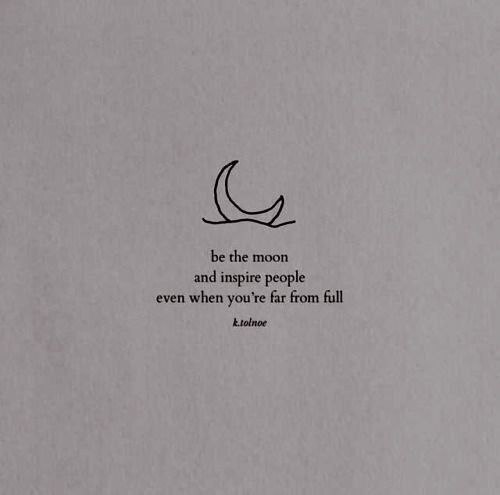 be the moon
and inspire people
even when you're far from full
k.tolnoe